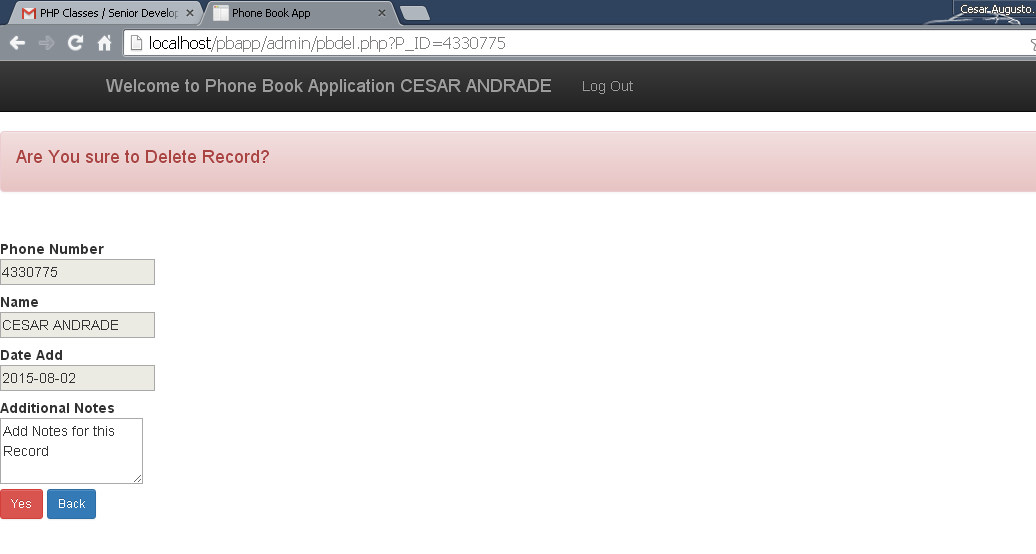 PHP Classes / Senior Develop
Phone Book App
Cesar Augusto
localhost/pbapp/admin/pbdel.php?P_ID=4330775
Welcome to Phone Book Application CESAR ANDRADE
Log Out
Are You sure to Delete Record?
Phone Number
4330775
Name
CESAR ANDRADE
Date Add
2015-08-02
Additional Notes
Add Notes for this
Record
Yes
Back